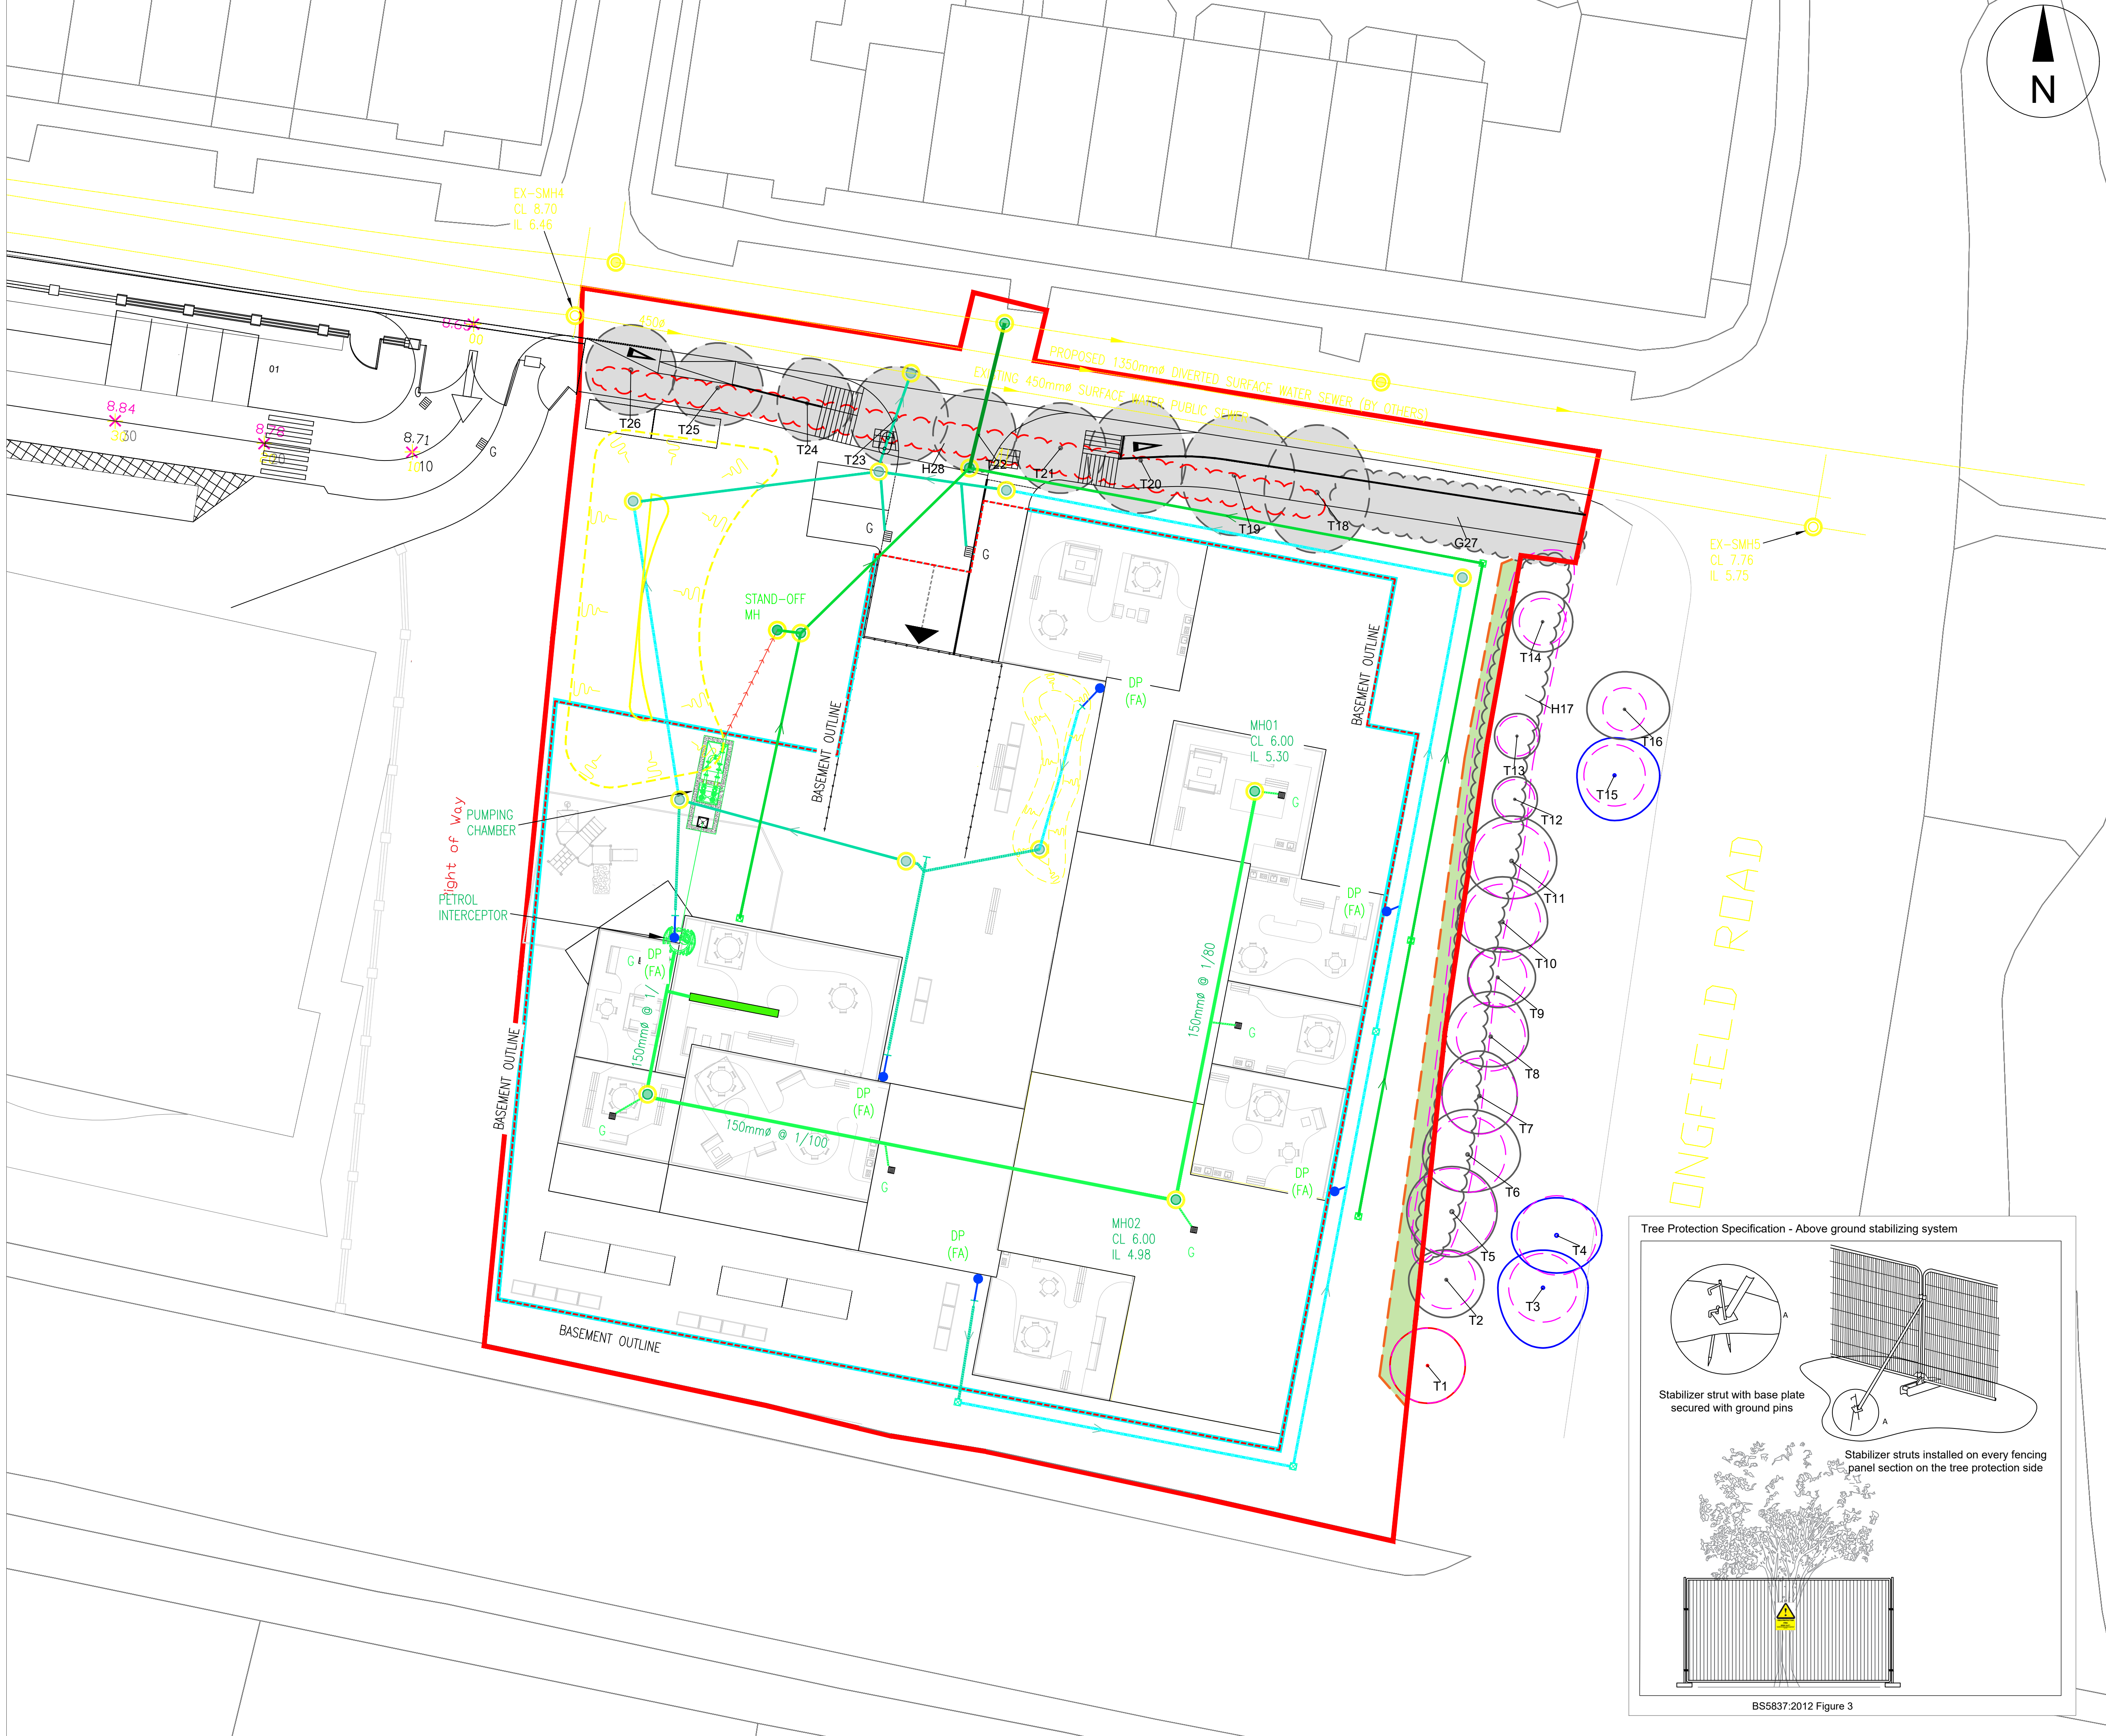 N
EX-SMH4
CL 8.70
IL 6.46
450Ø
PROPOSED 1350mmø DIVERTED SURFACE WATER SEWER (BY OTHERS)
EXISTING 450mmø SURFACE WATER PUBLIC SEWER
01
8.84
8.71
G
T26
T25
T24
T23
H28
T22
T21
T20
T19
T18
G27
EX-SMH5
CL 7.76
IL 5.75
G
G
STAND-OFF
MH
BASEMENT OUTLINE
BASEMENT OUTLINE
DP
(FA)
MH01
CL 6.00
IL 5.30
G
T14
H17
T16
T13
T15
T12
T11
T10
T9
T8
T7
T6
T5
T4
T3
T2
T1
PUMPING
CHAMBER
Right of Way
PETROL
INTERCEPTOR
G
DP
(FA)
DP
(FA)
150mmø @ 1/
150mmø @ 1/80
G
BASEMENT OUTLINE
G
DP
(FA)
150mmø @ 1/100
G
DP
(FA)
MH02
CL 6.00
IL 4.98
G
DP
(FA)
BASEMENT OUTLINE
ONGFIELD ROAD
Tree Protection Specification - Above ground stabilizing system
A
Stabilizer strut with base plate
secured with ground pins
A
Stabilizer struts installed on every fencing
panel section on the tree protection side
BS5837:2012 Figure 3